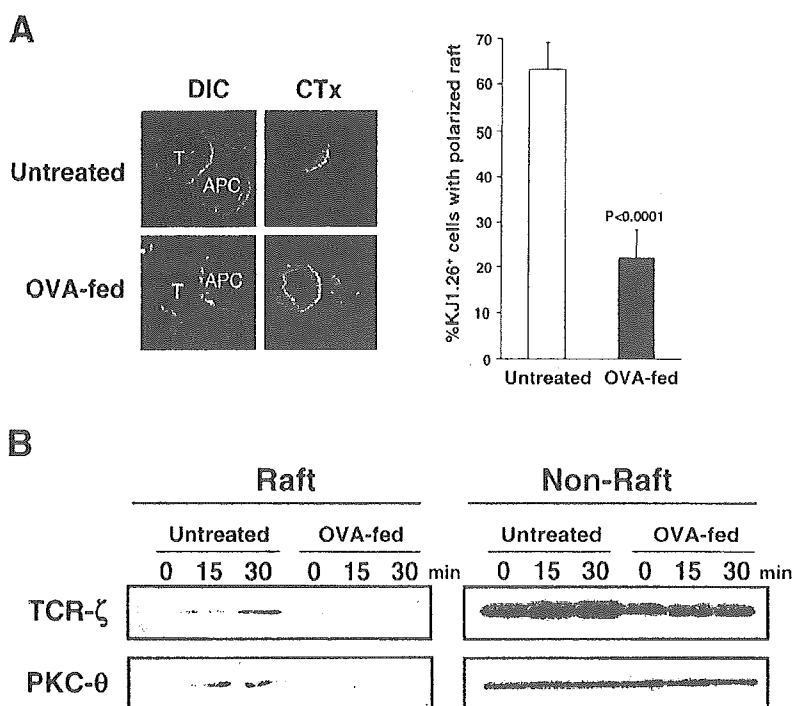 A
DIC CTx
Untreated
T
APC
OVA-fed
T
APC
%KJ1.26⁺ cells with polarized raft
70
60
50
40
30
20
10
0
P<0.0001
Untreated OVA-fed
B
Raft Non-Raft
Untreated OVA-fed Untreated OVA-fed
0 15 30 0 15 30 min 0 15 30 0 15 30 min
TCR-ζ
PKC-θ